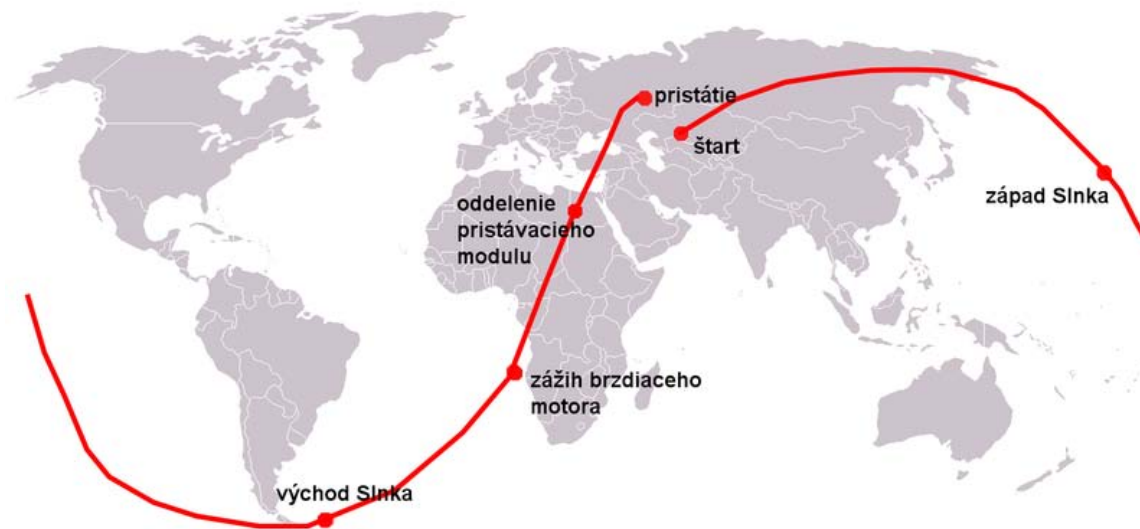 pristátie
štart
západ Slnka
oddelenie
pristávacieho
modulu
zážih brzdiaceho
motora
východ Slnka